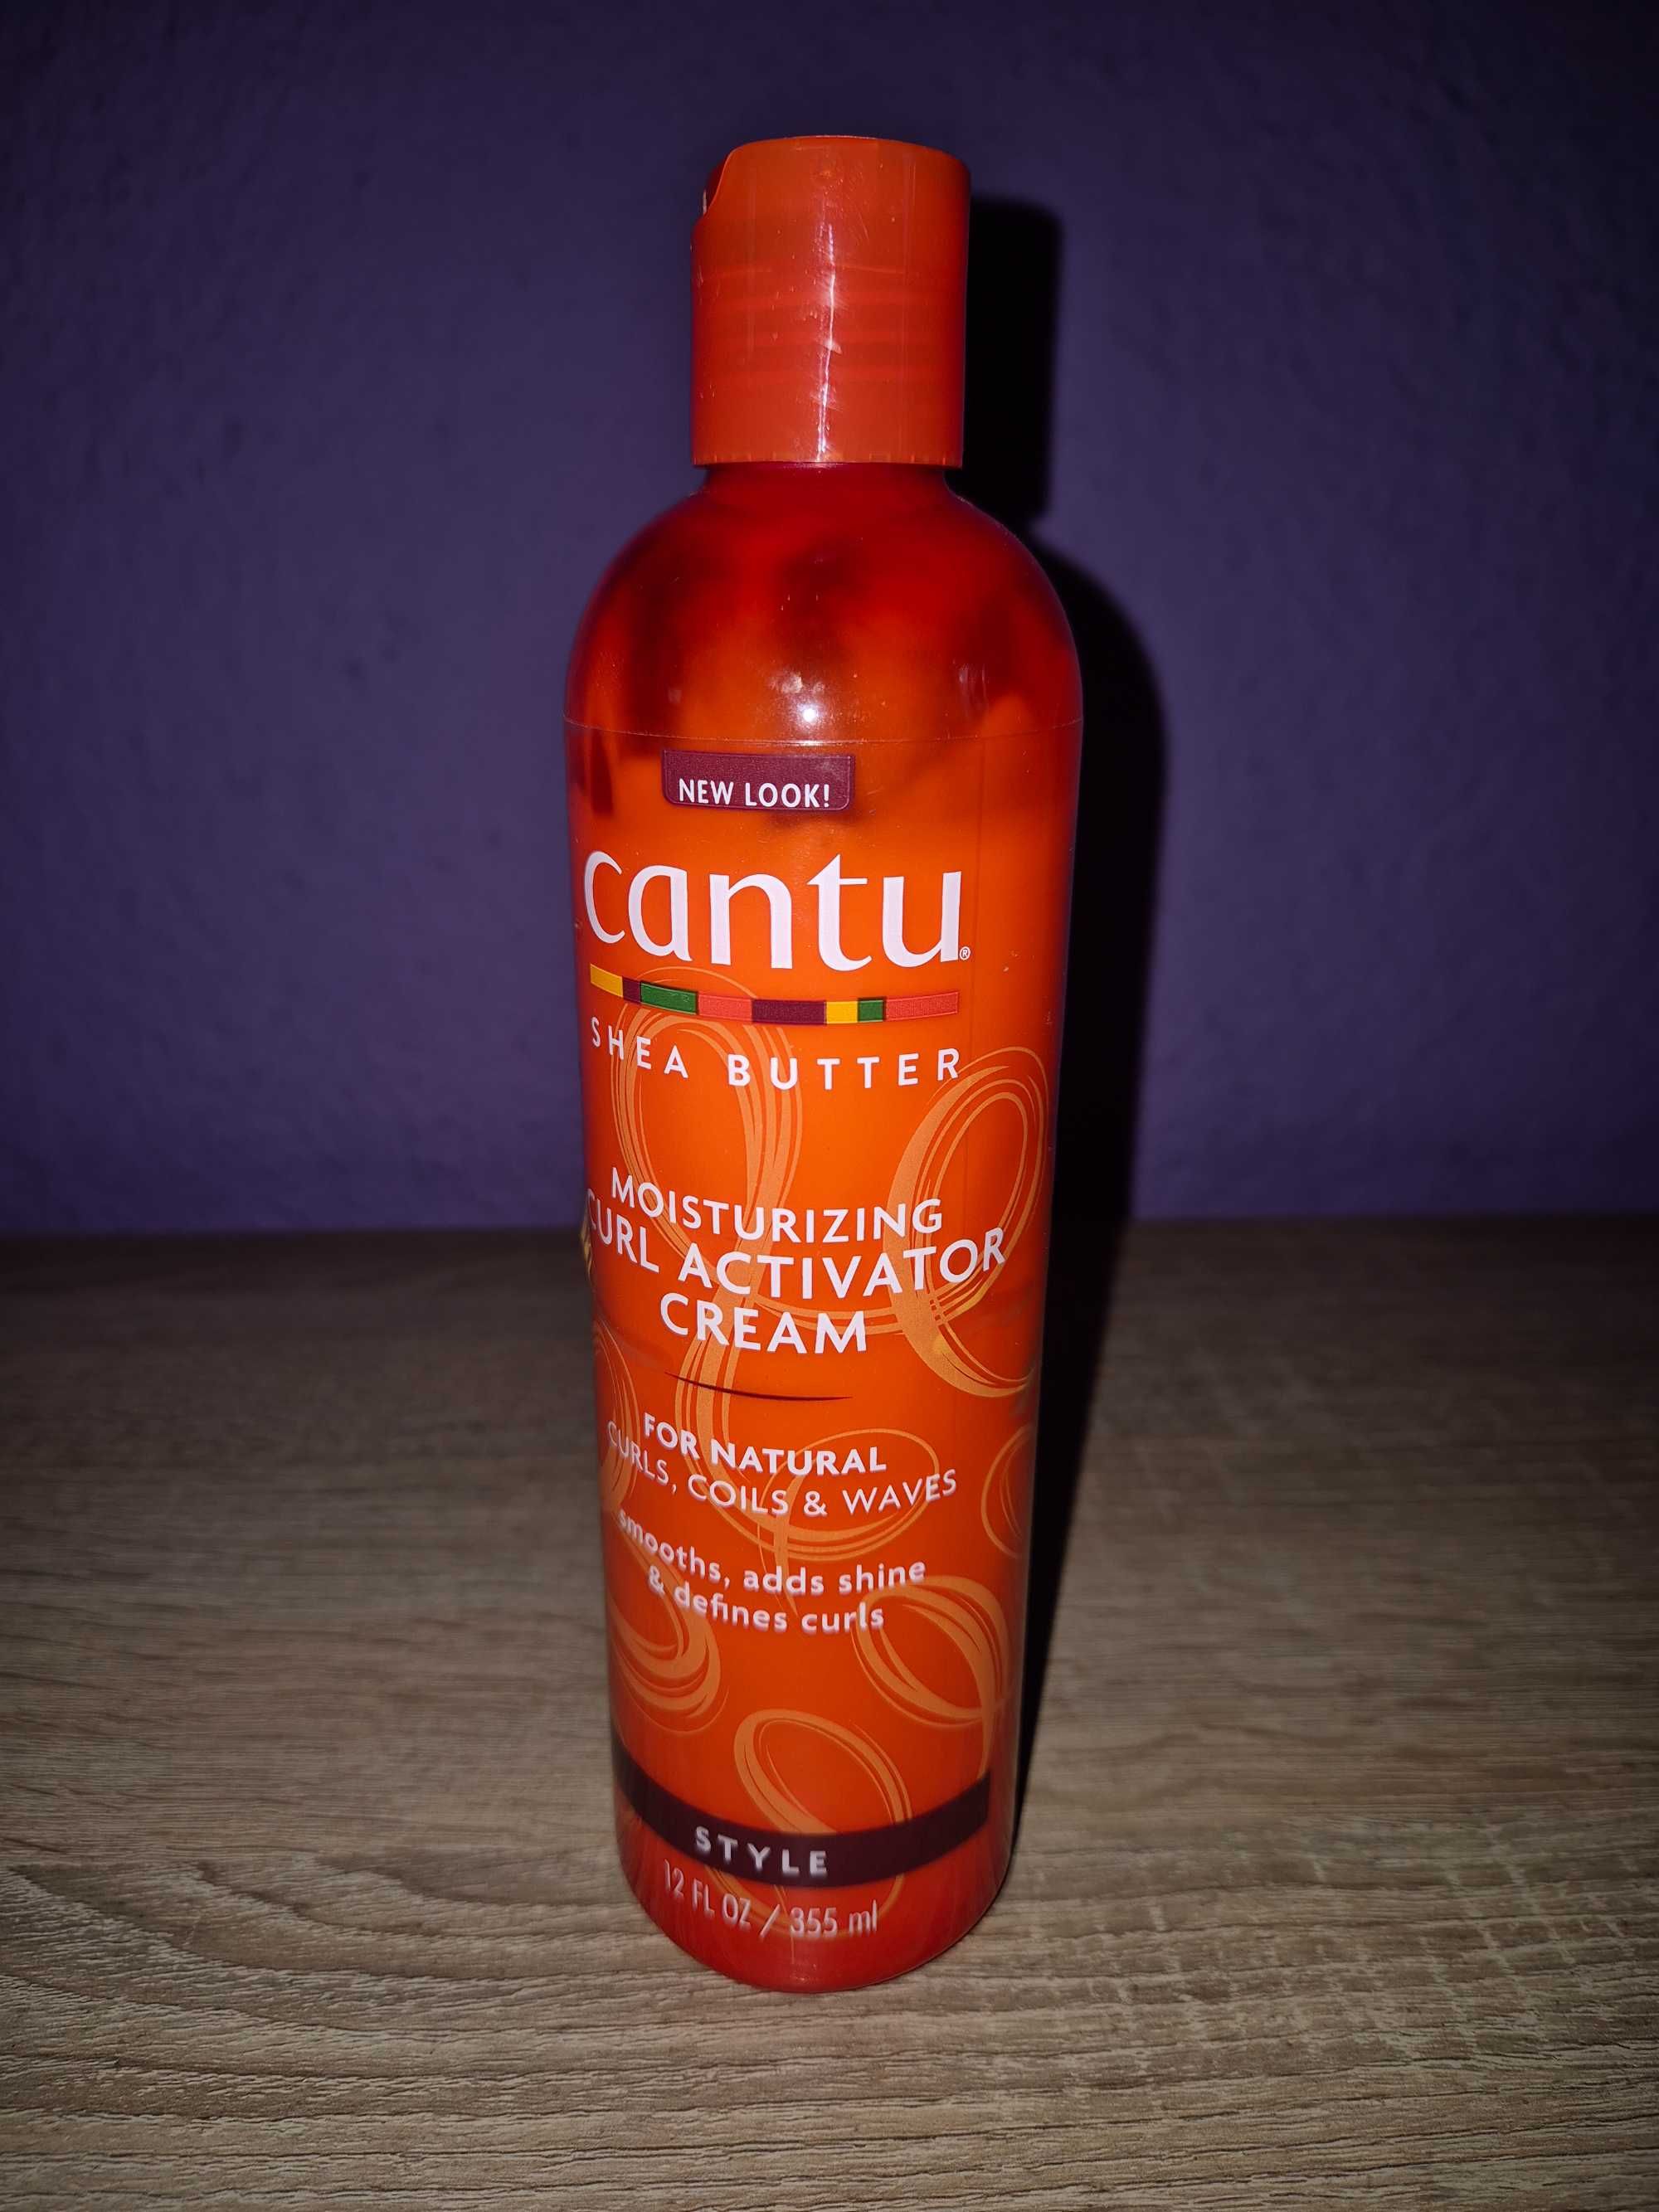 NEW LOOK!
cantu®
SHEA BUTTER
MOISTURIZING
CURL ACTIVATOR
CREAM
FOR NATURAL
CURLS, COILS & WAVES
smooths, adds shine
& defines curls
STYLE
12 FL OZ / 355 ml